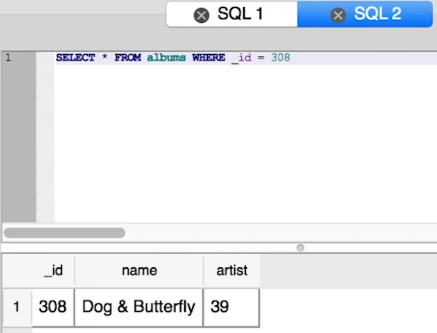 SQL 1 SQL 2
1 SELECT * FROM albums WHERE _id = 308
_id name artist
1 308 Dog & Butterfly 39